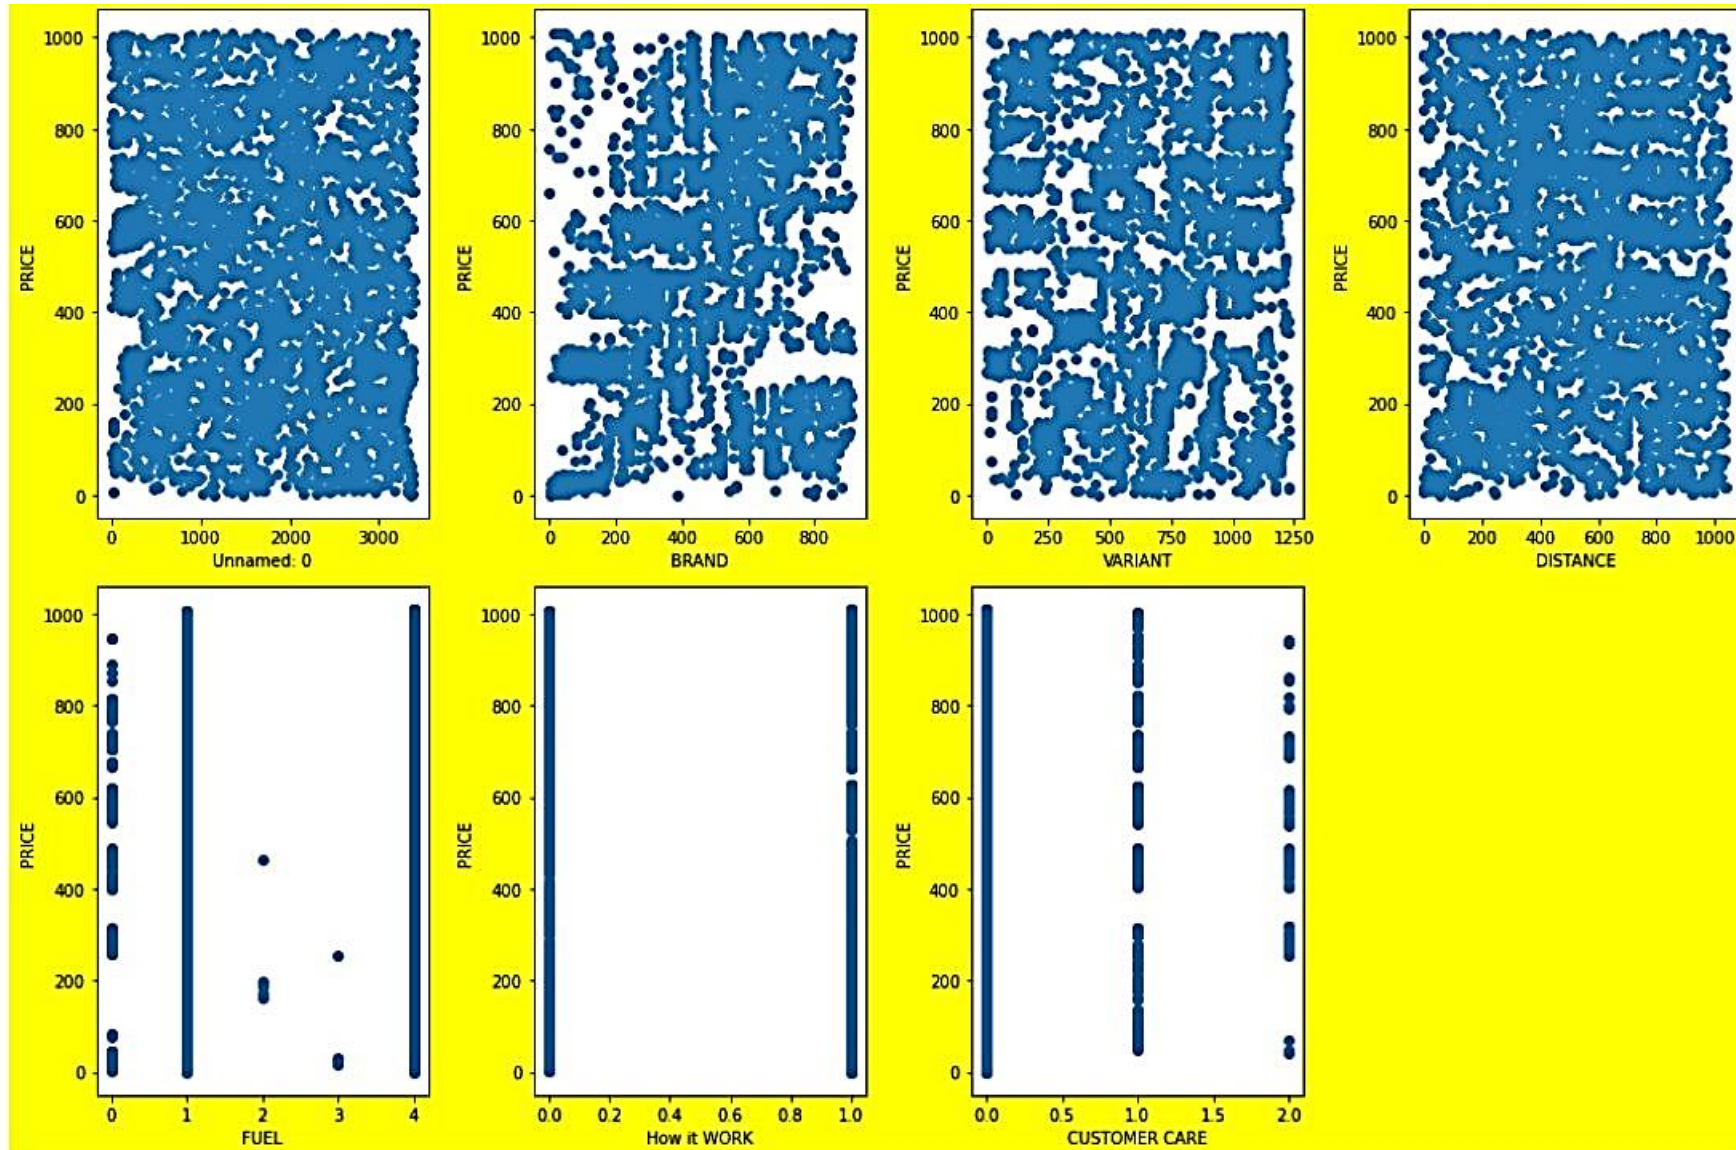 1000
800
600
400
200
0
PRICE
0 1000 2000 3000
Unnamed: 0
1000
800
600
400
200
0
PRICE
0 200 400 600 800
BRAND
1000
800
600
400
200
0
PRICE
0 250 500 750 1000 1250
VARIANT
1000
800
600
400
200
0
PRICE
0 200 400 600 800 1000
DISTANCE
1000
800
600
400
200
0
PRICE
0 1 2 3 4
FUEL
1000
800
600
400
200
0
PRICE
0.0 0.2 0.4 0.6 0.8 1.0
How it WORK
1000
800
600
400
200
0
PRICE
0.0 0.5 1.0 1.5 2.0
CUSTOMER CARE